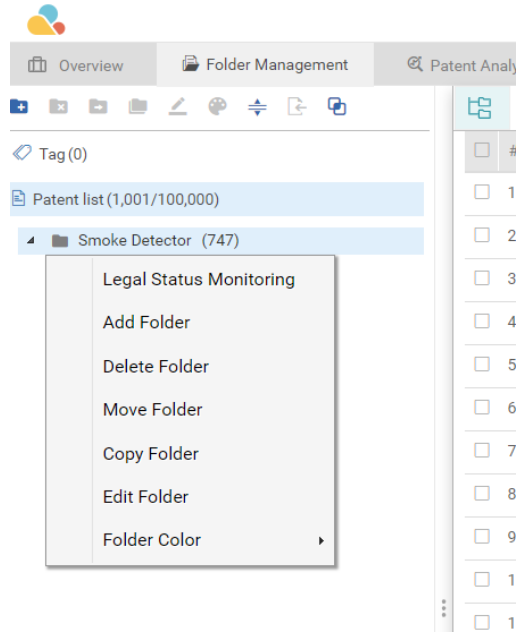 Overview
Folder Management
Patent Analy
Tag (0)
#
Patent list (1,001/100,000)
1
Smoke Detector (747)
2
Legal Status Monitoring
3
Add Folder
4
Delete Folder
5
Move Folder
6
Copy Folder
7
Edit Folder
8
Folder Color
9
1
1